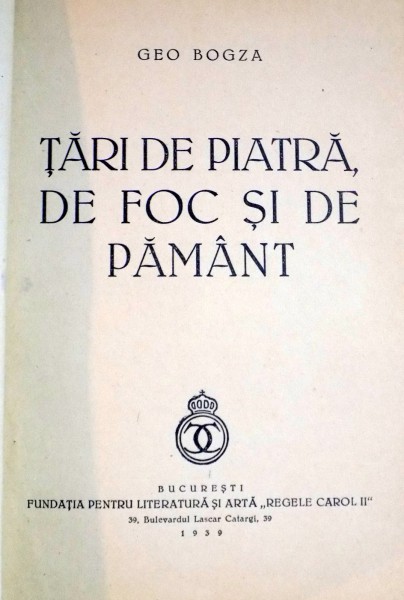 GEO BOGZA
ȚĂRI DE PIATRĂ,
DE FOC ȘI DE
PĂMÂNT
BUCUREȘTI
FUNDAȚIA PENTRU LITERATURĂ ȘI ARTĂ „REGELE CAROL II"
39, Bulevardul Lascar Catargi, 39
1939